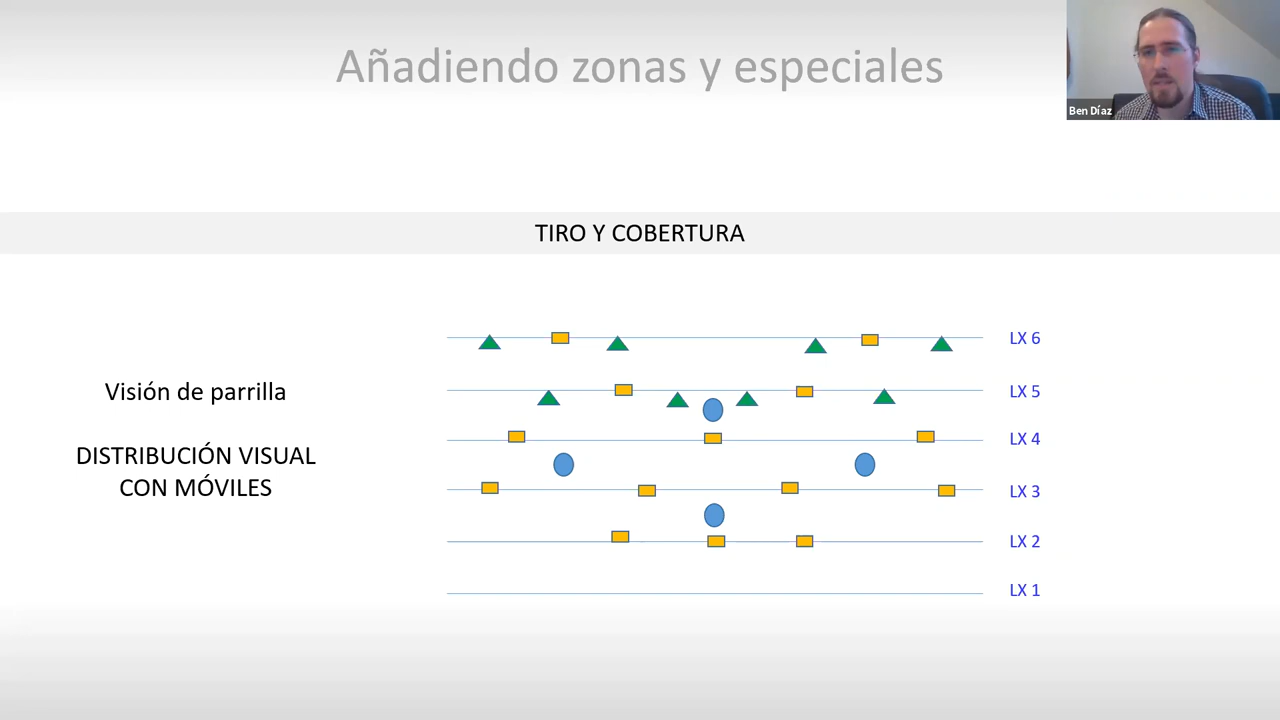 Añadiendo zonas y especiales
Ben Díaz
TIRO Y COBERTURA
LX 6
Visión de parrilla
LX 5
LX 4
DISTRIBUCIÓN VISUAL
CON MÓVILES
LX 3
LX 2
LX 1